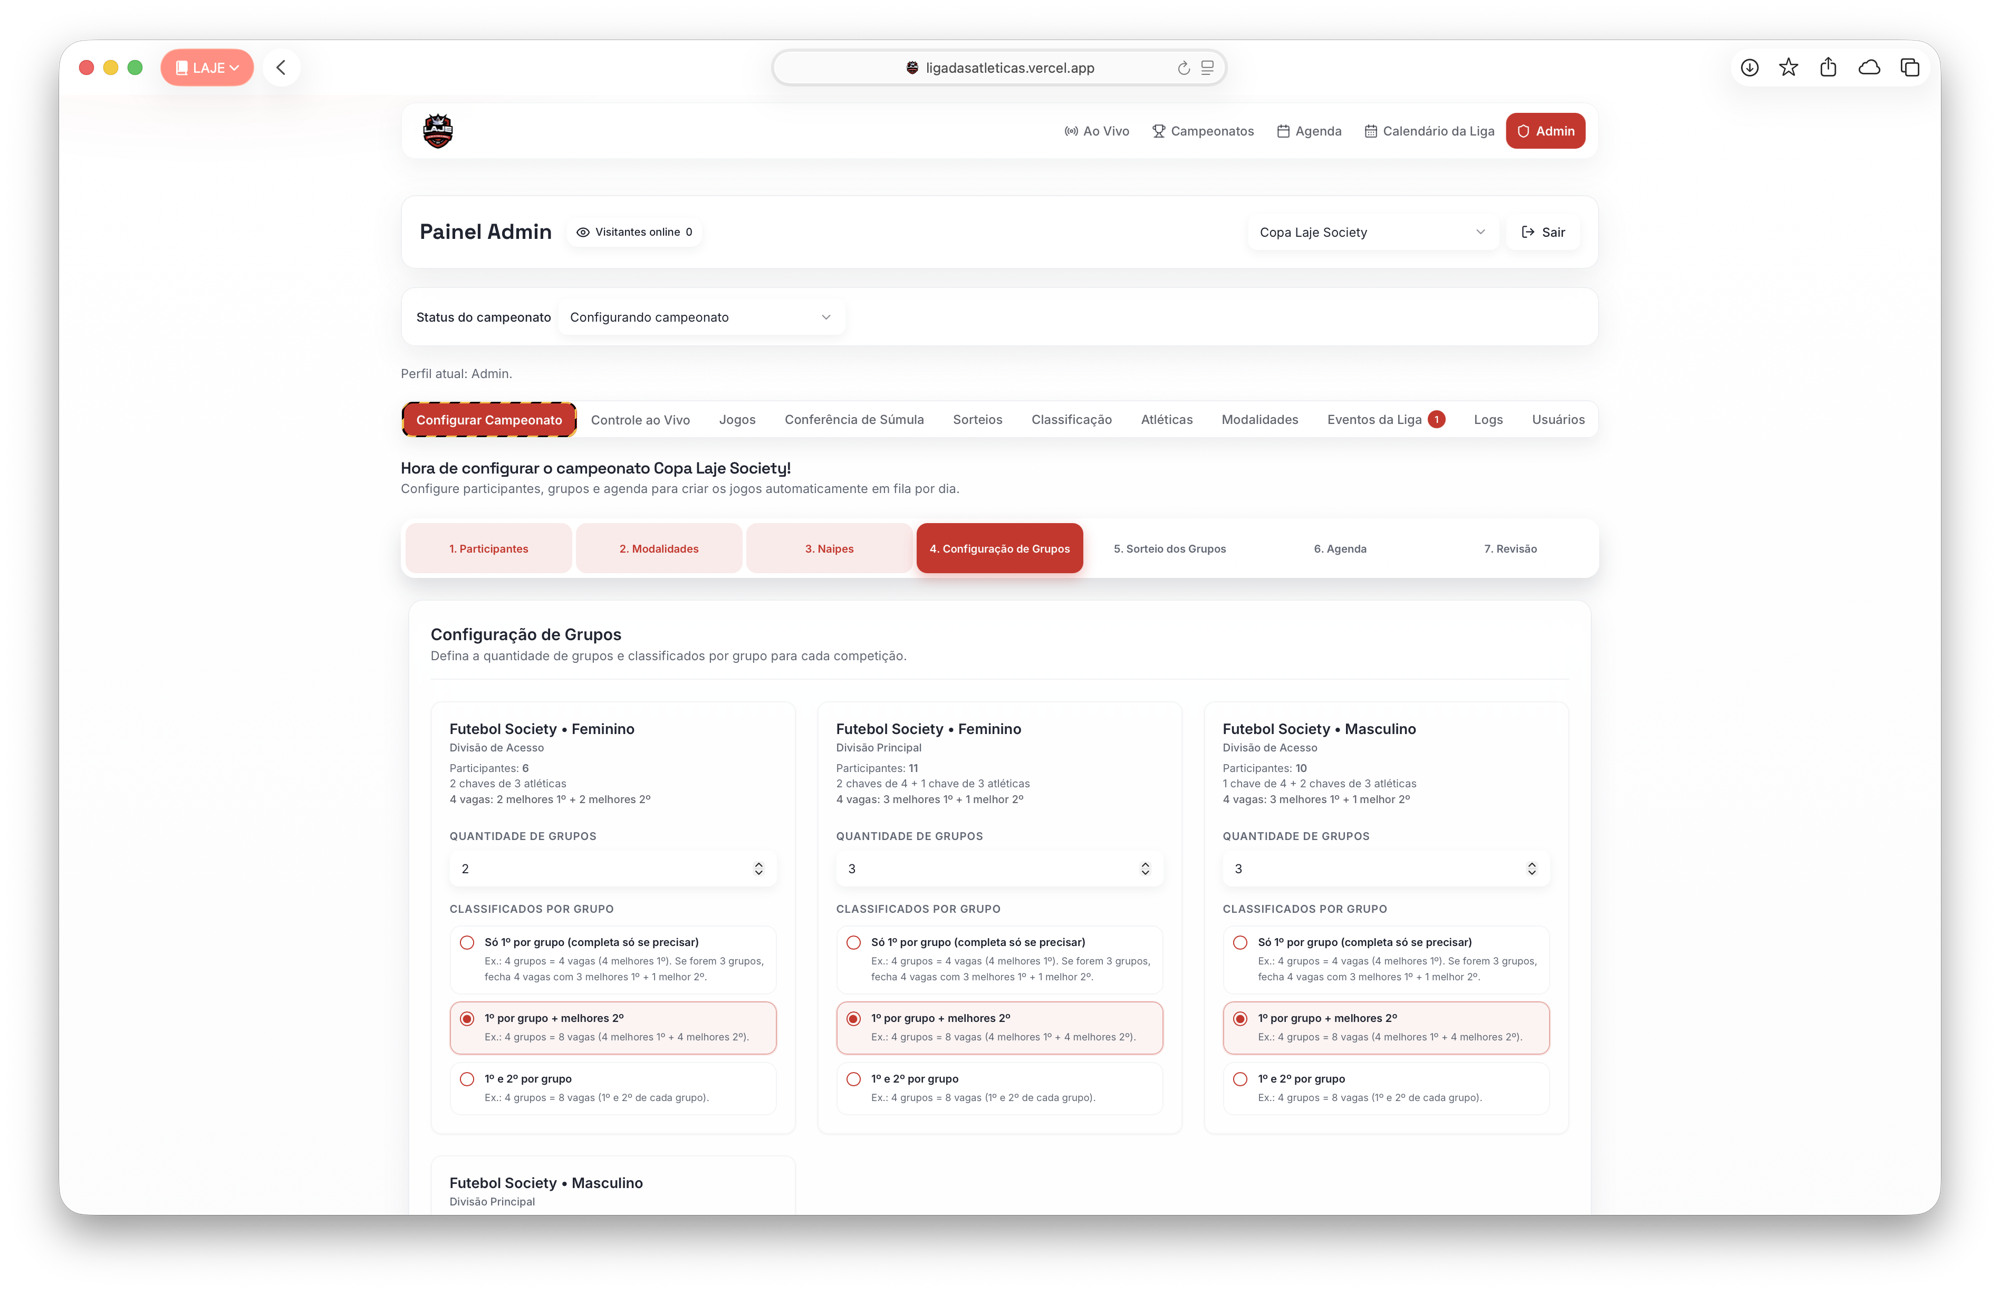 LAJE
ligadasatleticas.vercel.app
LAJE
Ao Vivo
Campeonatos
Agenda
Calendário da Liga
Admin
Painel Admin
Visitantes online 0
Copa Laje Society
Sair
Status do campeonato
Configurando campeonato
Perfil atual: Admin.
Configurar Campeonato
Controle ao Vivo
Jogos
Conferência de Súmula
Sorteios
Classificação
Atléticas
Modalidades
Eventos da Liga 1
Logs
Usuários
Hora de configurar o campeonato Copa Laje Society!
Configure participantes, grupos e agenda para criar os jogos automaticamente em fila por dia.
1. Participantes
2. Modalidades
3. Naipes
4. Configuração de Grupos
5. Sorteio dos Grupos
6. Agenda
7. Revisão
Configuração de Grupos
Defina a quantidade de grupos e classificados por grupo para cada competição.
Futebol Society • Feminino
Divisão de Acesso
Participantes: 6
2 chaves de 3 atléticas
4 vagas: 2 melhores 1º + 2 melhores 2º
QUANTIDADE DE GRUPOS
2
CLASSIFICADOS POR GRUPO
Só 1º por grupo (completa só se precisar)
Ex.: 4 grupos = 4 vagas (4 melhores 1º). Se forem 3 grupos,
fecha 4 vagas com 3 melhores 1º + 1 melhor 2º.
1º por grupo + melhores 2º
Ex.: 4 grupos = 8 vagas (4 melhores 1º + 4 melhores 2º).
1º e 2º por grupo
Ex.: 4 grupos = 8 vagas (1º e 2º de cada grupo).
Futebol Society • Feminino
Divisão Principal
Participantes: 11
2 chaves de 4 + 1 chave de 3 atléticas
4 vagas: 3 melhores 1º + 1 melhor 2º
QUANTIDADE DE GRUPOS
3
CLASSIFICADOS POR GRUPO
Só 1º por grupo (completa só se precisar)
Ex.: 4 grupos = 4 vagas (4 melhores 1º). Se forem 3 grupos,
fecha 4 vagas com 3 melhores 1º + 1 melhor 2º.
1º por grupo + melhores 2º
Ex.: 4 grupos = 8 vagas (4 melhores 1º + 4 melhores 2º).
1º e 2º por grupo
Ex.: 4 grupos = 8 vagas (1º e 2º de cada grupo).
Futebol Society • Masculino
Divisão de Acesso
Participantes: 10
1 chave de 4 + 2 chaves de 3 atléticas
4 vagas: 3 melhores 1º + 1 melhor 2º
QUANTIDADE DE GRUPOS
3
CLASSIFICADOS POR GRUPO
Só 1º por grupo (completa só se precisar)
Ex.: 4 grupos = 4 vagas (4 melhores 1º). Se forem 3 grupos,
fecha 4 vagas com 3 melhores 1º + 1 melhor 2º.
1º por grupo + melhores 2º
Ex.: 4 grupos = 8 vagas (4 melhores 1º + 4 melhores 2º).
1º e 2º por grupo
Ex.: 4 grupos = 8 vagas (1º e 2º de cada grupo).
Futebol Society • Masculino
Divisão Principal